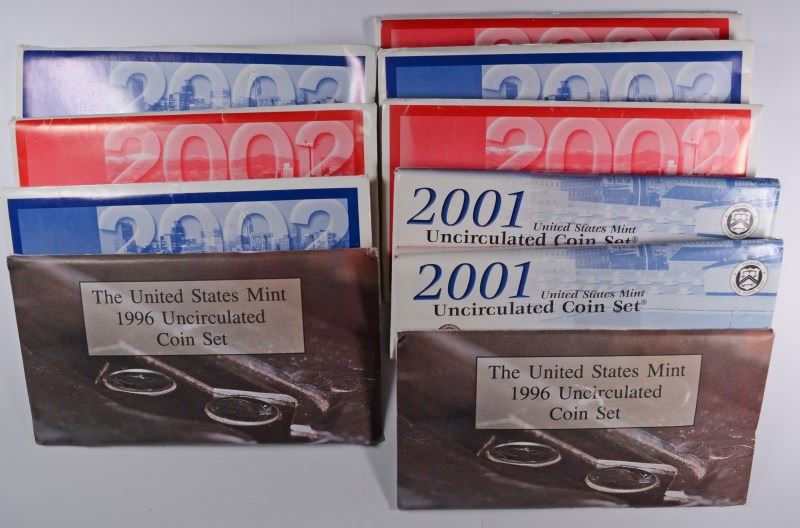 2002
2002
2002
The United States Mint
1996 Uncirculated
Coin Set
2002
2002
2002
2001 United States Mint
Uncirculated Coin Set®
2001 United States Mint
Uncirculated Coin Set®
The United States Mint
1996 Uncirculated
Coin Set